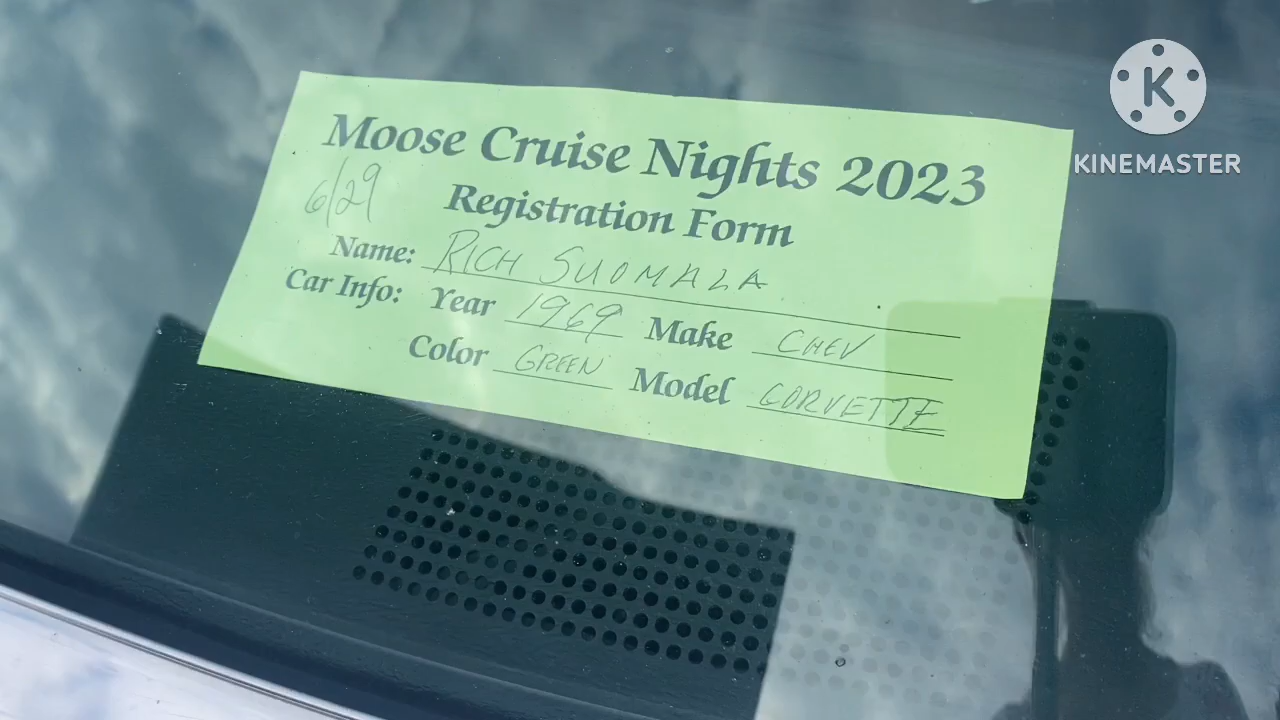 Moose Cruise Nights 2023
6/29 Registration Form
Name: RICH SUOMALA
Car Info: Year 1969 Make CHEV
Color GREEN Model CORVETTE
K
KINEMASTER